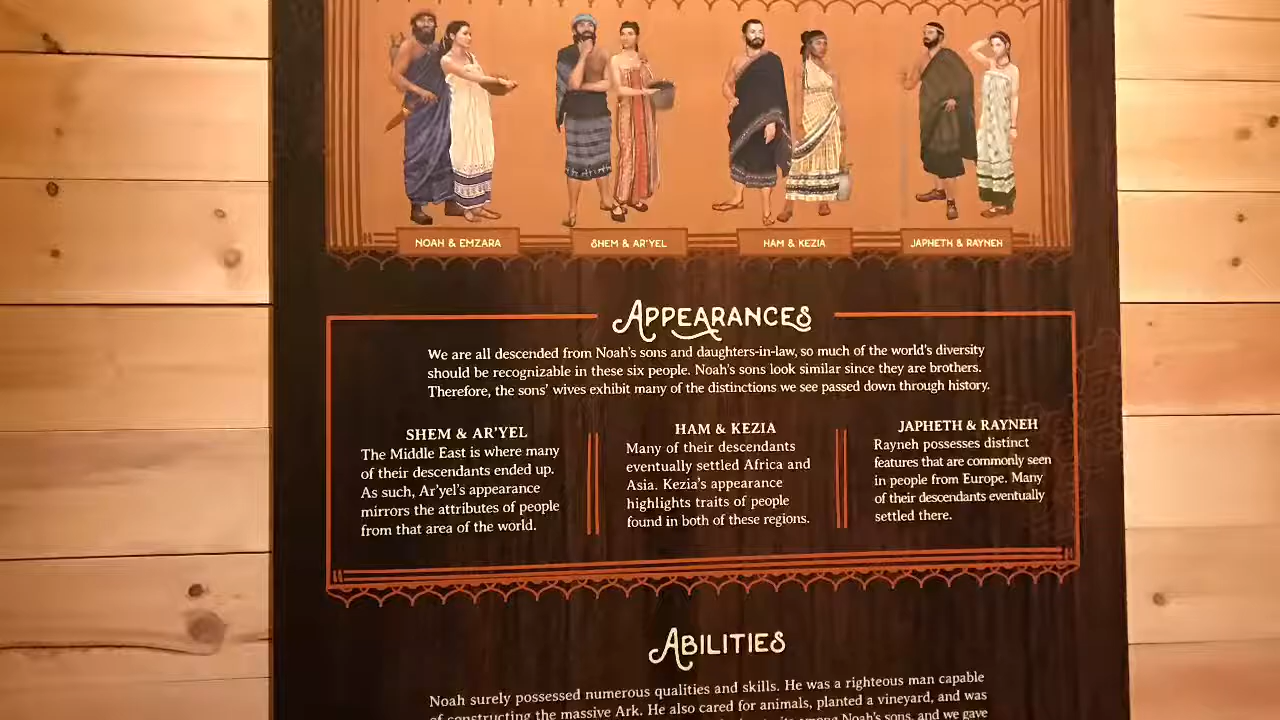 NOAH & EMZARA
SHEM & AR'YEL
HAM & KEZIA
JAPHETH & RAYNEH
APPEARANCES
We are all descended from Noah's sons and daughters-in-law, so much of the world's diversity
should be recognizable in these six people. Noah's sons look similar since they are brothers.
Therefore, the sons' wives exhibit many of the distinctions we see passed down through history.
SHEM & AR'YEL
The Middle East is where many
of their descendants ended up.
As such, Ar'yel's appearance
mirrors the attributes of people
from that area of the world.
HAM & KEZIA
Many of their descendants
eventually settled Africa and
Asia. Kezia's appearance
highlights traits of people
found in both of these regions.
JAPHETH & RAYNEH
Rayneh possesses distinct
features that are commonly seen
in people from Europe. Many
of their descendants eventually
settled there.
ABILITIES
Noah surely possessed numerous qualities and skills. He was a righteous man capable
of constructing the massive Ark. He also cared for animals, planted a vineyard, and was
among Noah's sons, and we gave